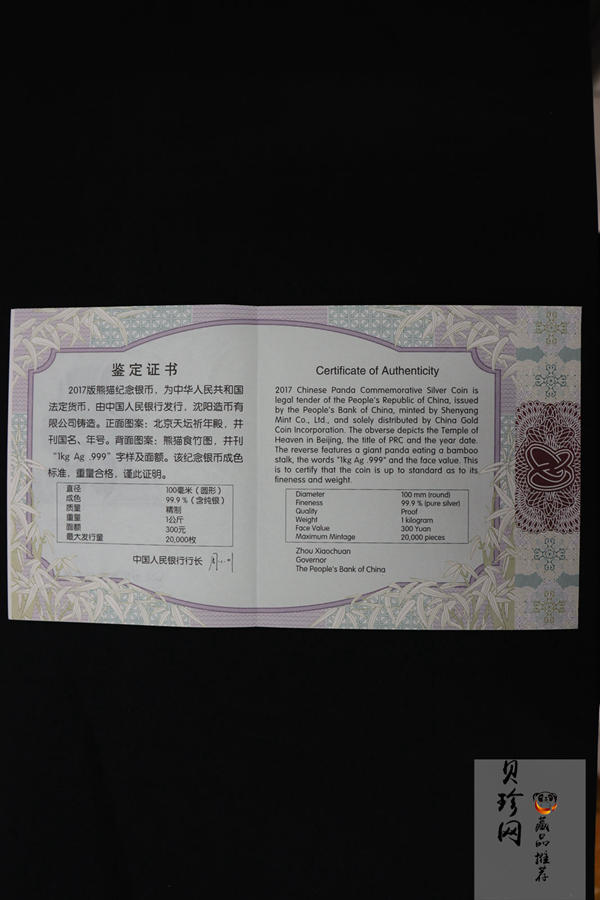 鉴定证书
2017版熊猫纪念银币，为中华人民共和国
法定货币，由中国人民银行发行，沈阳造币有
限公司铸造。正面图案：北京天坛祈年殿，并
刊国名、年号。背面图案：熊猫食竹图，并刊
“1kg Ag .999”字样及面额。该纪念银币成色
标准，重量合格，谨此证明。
直径 100毫米（圆形）
成色 99.9％（含纯银）
质量 精制
重量 1公斤
面额 300元
最大发行量 20,000枚
中国人民银行行长
Certificate of Authenticity
2017 Chinese Panda Commemorative Silver Coin is
legal tender of the People's Republic of China, issued
by the People's Bank of China, minted by Shenyang
Mint Co., Ltd., and solely distributed by China Gold
Coin Incorporation. The obverse depicts the Temple of
Heaven in Beijing, the title of PRC and the year date.
The reverse features a giant panda eating a bamboo
stalk, the words "1kg Ag .999" and the face value. This
is to certify that the coin is up to standard as to its
fineness and weight.
Diameter 100 mm (round)
Fineness 99.9 % (pure silver)
Quality Proof
Weight 1 kilogram
Face Value 300 Yuan
Maximum Mintage 20,000 pieces
Zhou Xiaochuan
Governor
The People's Bank of China
贝珍网
藏品推荐